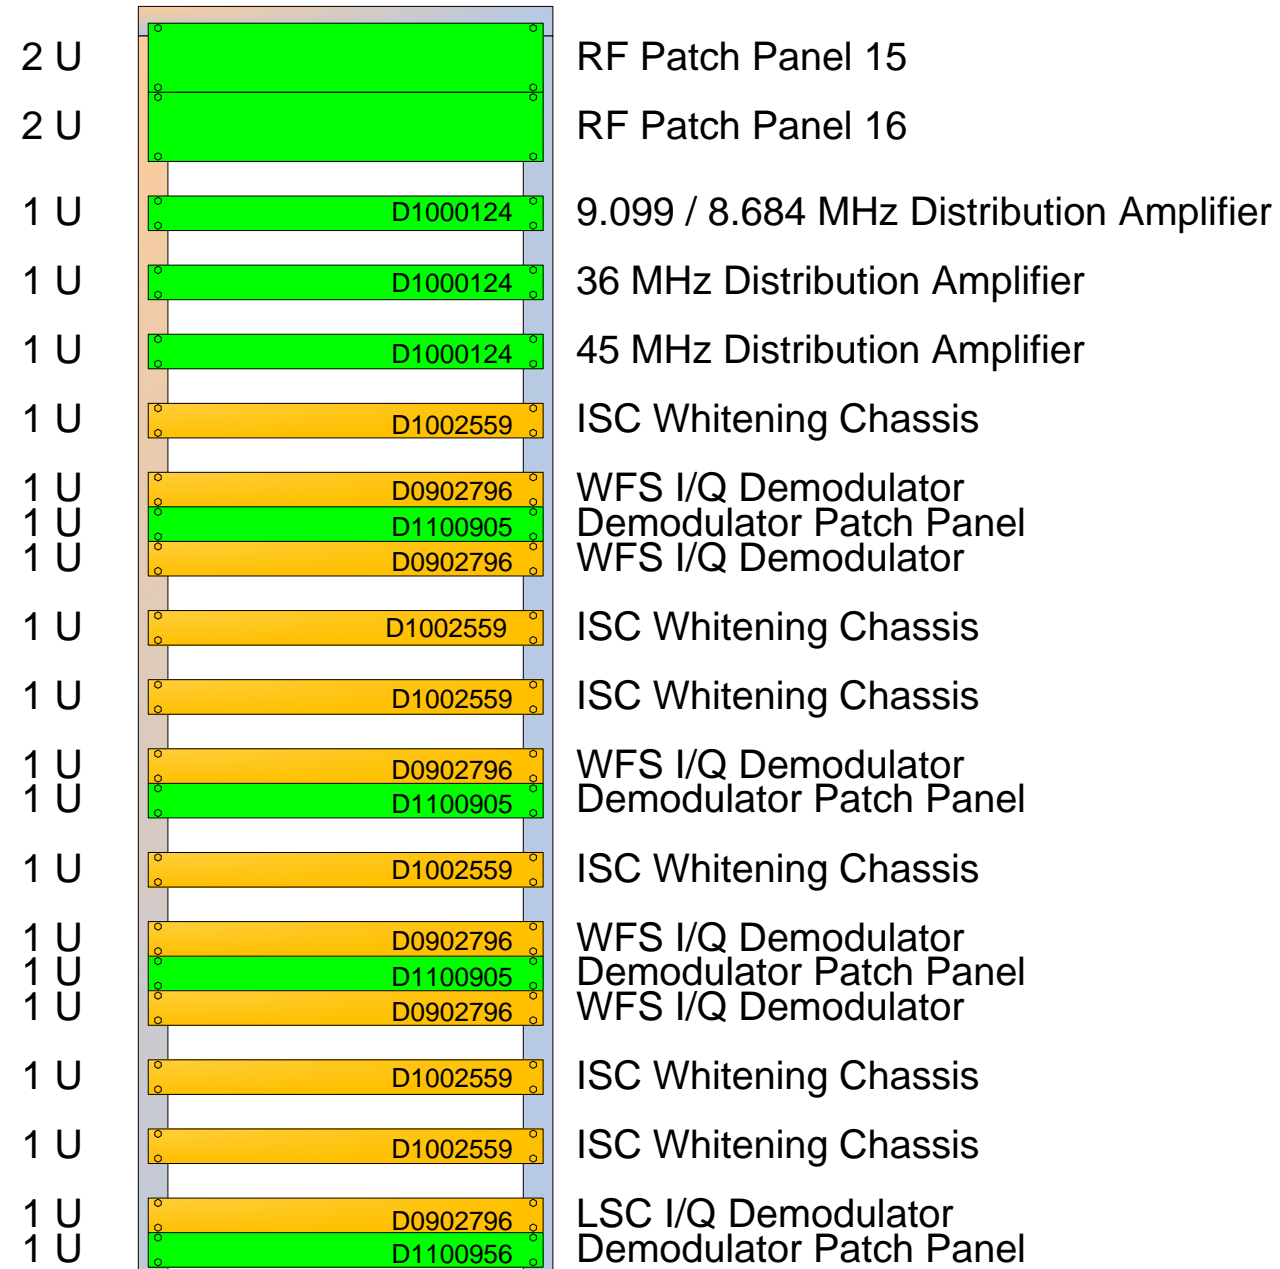 2 U RF Patch Panel 15
2 U RF Patch Panel 16
1 U D1000124 9.099 / 8.684 MHz Distribution Amplifier
1 U D1000124 36 MHz Distribution Amplifier
1 U D1000124 45 MHz Distribution Amplifier
1 U D1002559 ISC Whitening Chassis
1 U D0902796 WFS I/Q Demodulator
1 U D1100905 Demodulator Patch Panel
1 U D0902796 WFS I/Q Demodulator
1 U D1002559 ISC Whitening Chassis
1 U D1002559 ISC Whitening Chassis
1 U D0902796 WFS I/Q Demodulator
1 U D1100905 Demodulator Patch Panel
1 U D1002559 ISC Whitening Chassis
1 U D0902796 WFS I/Q Demodulator
1 U D1100905 Demodulator Patch Panel
1 U D0902796 WFS I/Q Demodulator
1 U D1002559 ISC Whitening Chassis
1 U D1002559 ISC Whitening Chassis
1 U D0902796 LSC I/Q Demodulator
1 U D1100956 Demodulator Patch Panel